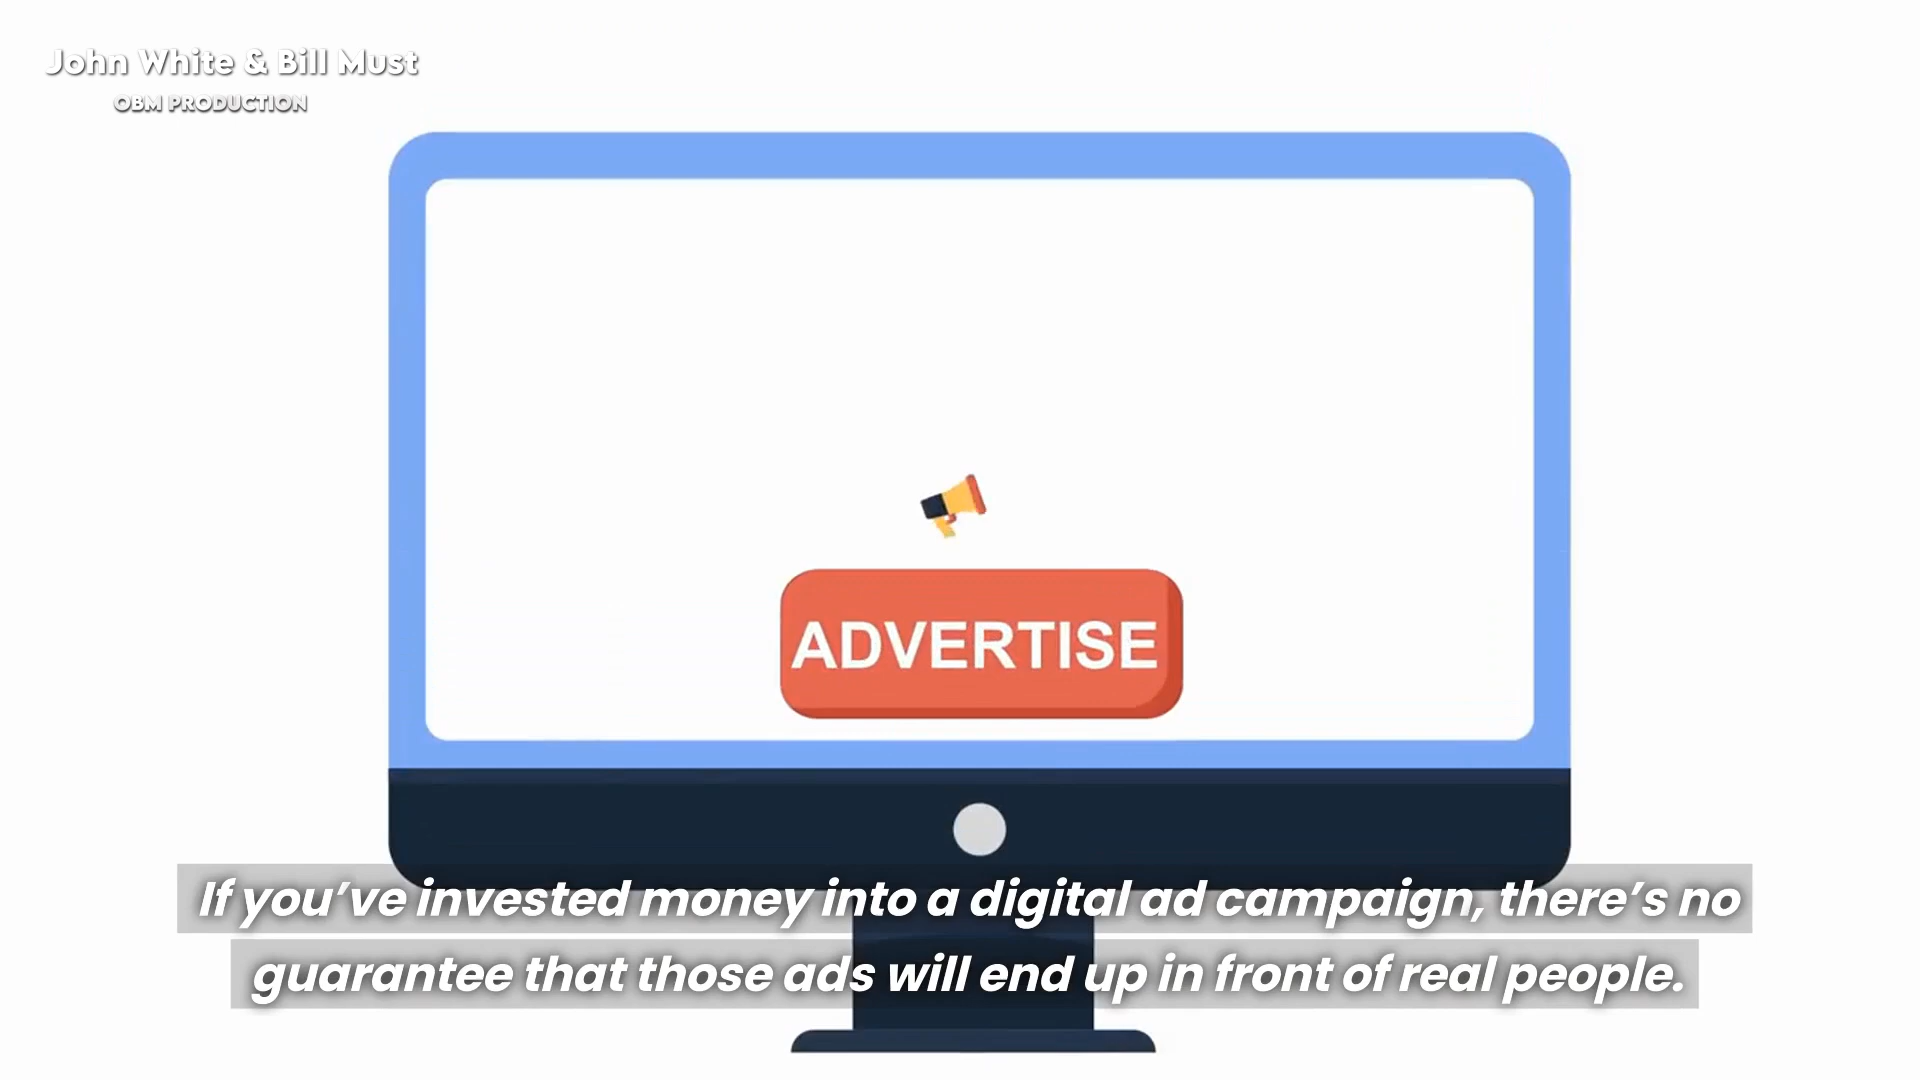 John White & Bill Must
OBM PRODUCTION
ADVERTISE
If you’ve invested money into a digital ad campaign, there’s no
guarantee that those ads will end up in front of real people.